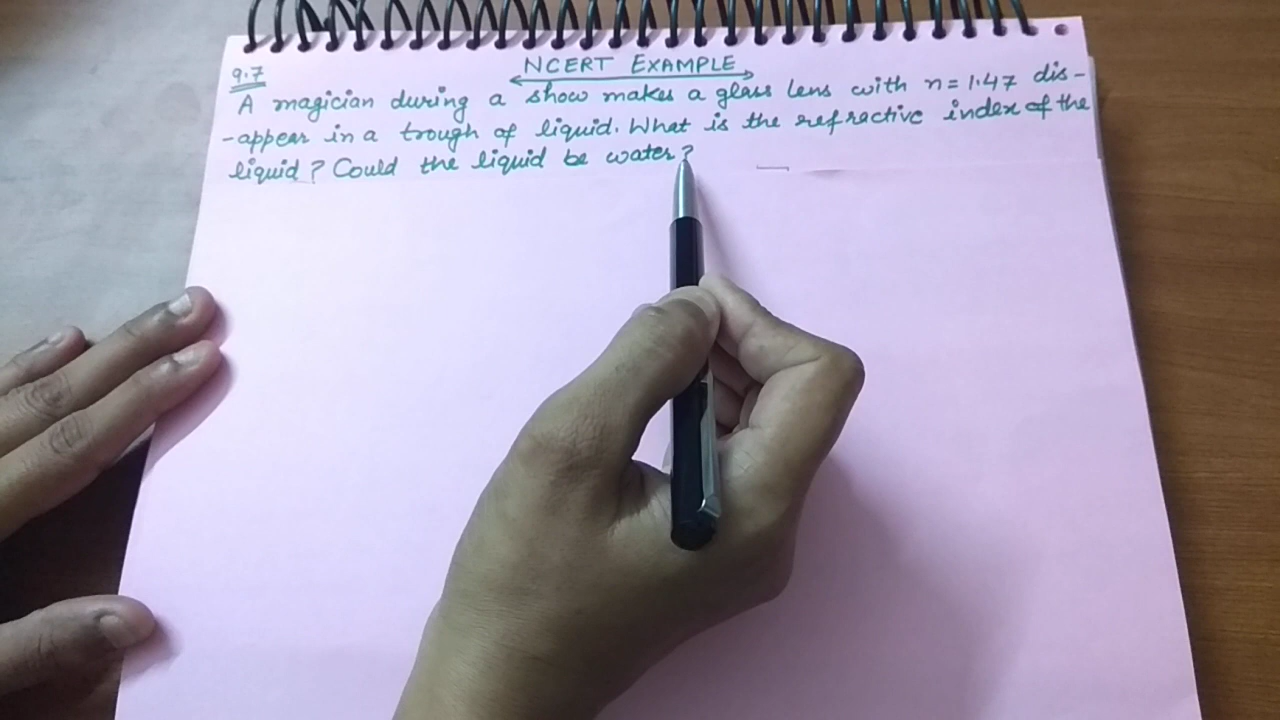 NCERT EXAMPLE
9.7
A magician during a show makes a glass lens with n = 1.47 dis-
-appear in a trough of liquid. What is the refractive index of the
liquid? Could the liquid be water?